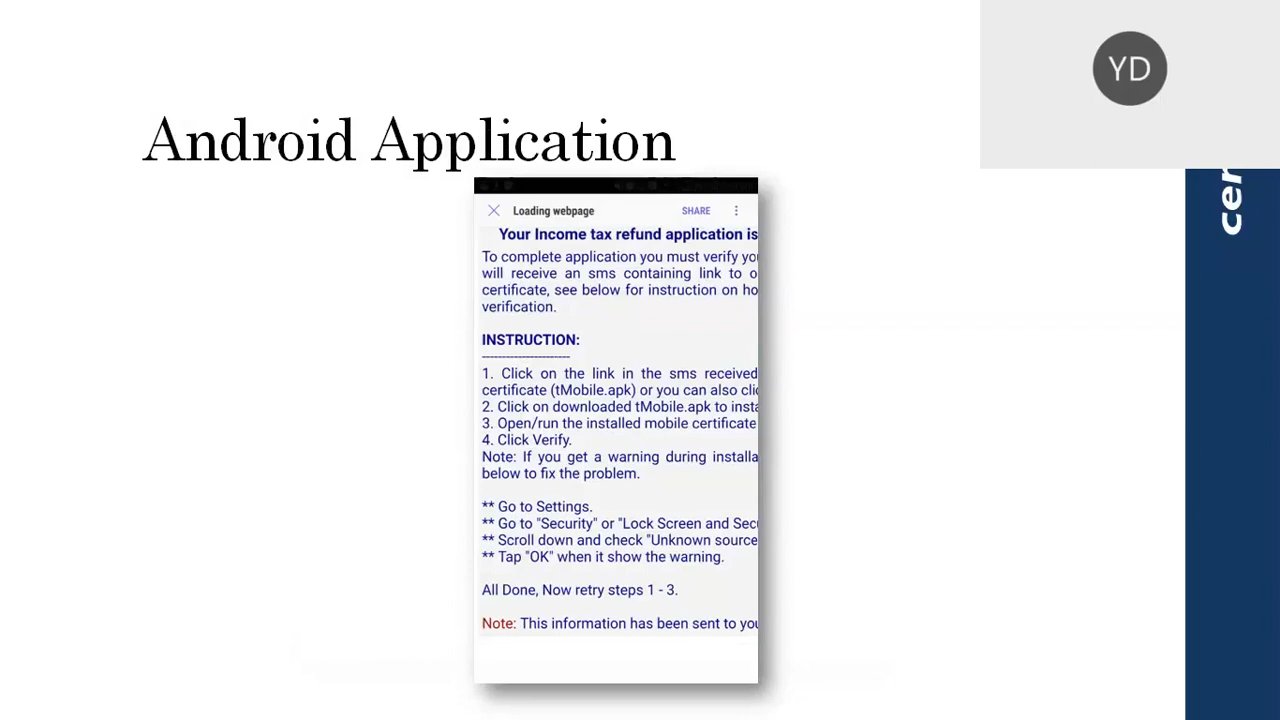 YD
Android Application
cer
Loading webpage SHARE
Your Income tax refund application is
To complete application you must verify you
will receive an sms containing link to o
certificate, see below for instruction on ho
verification.
INSTRUCTION:
----------------------
1. Click on the link in the sms received
certificate (tMobile.apk) or you can also clic
2. Click on downloaded tMobile.apk to insta
3. Open/run the installed mobile certificate
4. Click Verify.
Note: If you get a warning during installa
below to fix the problem.
** Go to Settings.
** Go to "Security" or "Lock Screen and Secu
** Scroll down and check "Unknown source
** Tap "OK" when it show the warning.
All Done, Now retry steps 1 - 3.
Note: This information has been sent to you